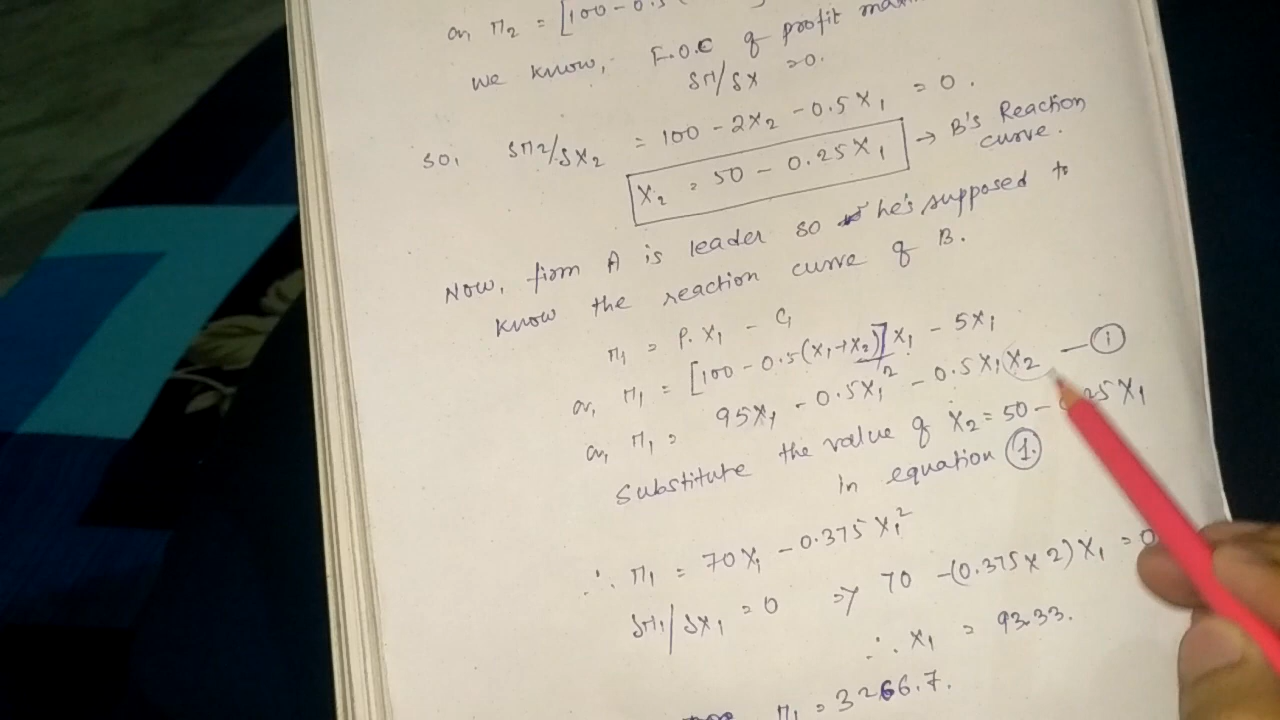 or, π₂ = [100 - 0.5
we know, F.O.C of profit
δπ/δX = 0.
so, δπ₂/δX₂ = 100 - 2X₂ - 0.5X₁ = 0.
X₂ = 50 - 0.25X₁ → B's Reaction curve.
Now, firm A is leader so he's supposed to
know the reaction curve of B.
π₁ = P. X₁ - C₁
or, π₁ = [100 - 0.5(X₁+X₂)]X₁ - 5X₁
or, π₁ = 95X₁ - 0.5X₁² - 0.5X₁X₂ — (i)
Substitute the value of X₂ = 50 - 0.25X₁
in equation (1.)
∴ π₁ = 70X₁ - 0.375X₁²
δπ₁/δX₁ = 0 => 70 - (0.375 x 2)X₁ = 0
∴ X₁ = 93.33.
π₁ = 3266.7.